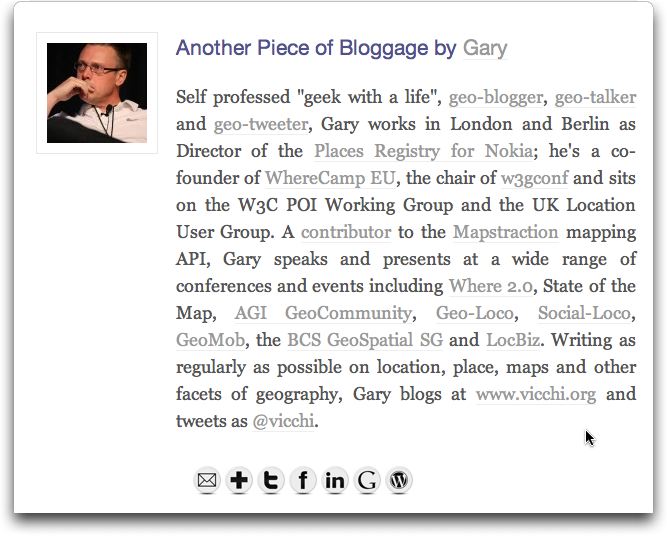 Another Piece of Bloggage by Gary
Self professed "geek with a life", geo-blogger, geo-talker
and geo-tweeter, Gary works in London and Berlin as
Director of the Places Registry for Nokia; he's a co-
founder of WhereCamp EU, the chair of w3gconf and sits
on the W3C POI Working Group and the UK Location
User Group. A contributor to the Mapstraction mapping
API, Gary speaks and presents at a wide range of
conferences and events including Where 2.0, State of the
Map, AGI GeoCommunity, Geo-Loco, Social-Loco,
GeoMob, the BCS GeoSpatial SG and LocBiz. Writing as
regularly as possible on location, place, maps and other
facets of geography, Gary blogs at www.vicchi.org and
tweets as @vicchi.
t f in G W